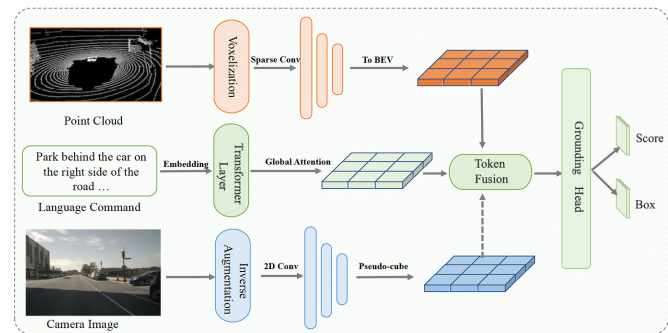 Point Cloud
Voxelization
Sparse Conv
To BEV
Park behind the car on
the right side of the
road …
Language Command
Embedding
Transformer
Layer
Global Attention
Token
Fusion
Grounding Head
Score
Box
Camera Image
Inverse
Augmentation
2D Conv
Pseudo-cube